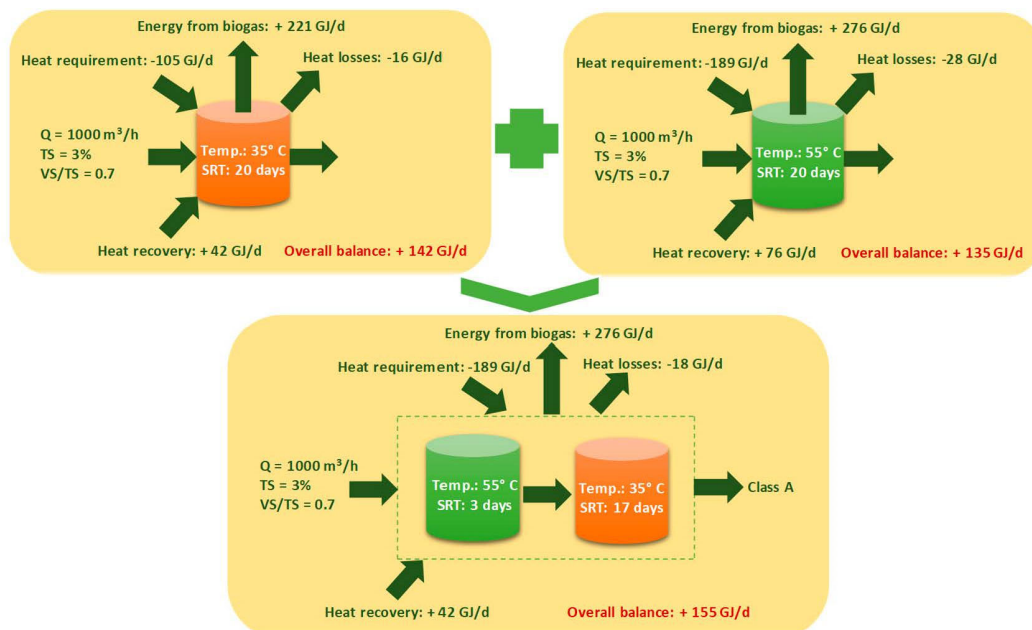 Energy from biogas: + 221 GJ/d
Heat requirement: -105 GJ/d
Heat losses: -16 GJ/d
Q = 1000 m³/h
TS = 3%
VS/TS = 0.7
Temp.: 35° C
SRT: 20 days
Heat recovery: + 42 GJ/d
Overall balance: + 142 GJ/d
Energy from biogas: + 276 GJ/d
Heat requirement: -189 GJ/d
Heat losses: -28 GJ/d
Q = 1000 m³/h
TS = 3%
VS/TS = 0.7
Temp.: 55° C
SRT: 20 days
Heat recovery: + 76 GJ/d
Overall balance: + 135 GJ/d
Energy from biogas: + 276 GJ/d
Heat requirement: -189 GJ/d
Heat losses: -18 GJ/d
Q = 1000 m³/h
TS = 3%
VS/TS = 0.7
Temp.: 55° C
SRT: 3 days
Temp.: 35° C
SRT: 17 days
Class A
Heat recovery: + 42 GJ/d
Overall balance: + 155 GJ/d